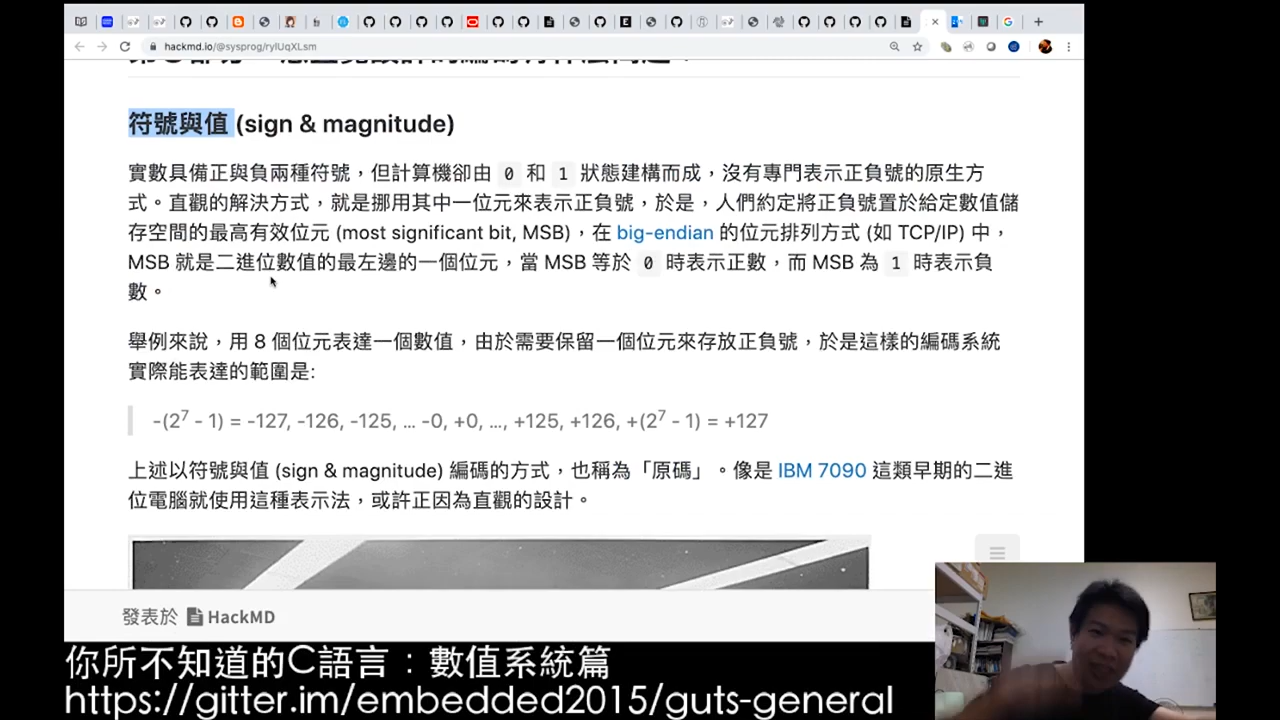 hackmd.io/@sysprog/rylUqXLsm
符號與值 (sign & magnitude)
實數具備正與負兩種符號，但計算機卻由 0 和 1 狀態建構而成，沒有專門表示正負號的原生方
式。直觀的解決方式，就是挪用其中一位元來表示正負號，於是，人們約定將正負號置於給定數值儲
存空間的最高有效位元 (most significant bit, MSB)，在 big-endian 的位元排列方式 (如 TCP/IP) 中，
MSB 就是二進位數值的最左邊的一個位元，當 MSB 等於 0 時表示正數，而 MSB 為 1 時表示負
數。
舉例來說，用 8 個位元表達一個數值，由於需要保留一個位元來存放正負號，於是這樣的編碼系統
實際能表達的範圍是:
-(2⁷ - 1) = -127, -126, -125, ... -0, +0, ..., +125, +126, +(2⁷ - 1) = +127
上述以符號與值 (sign & magnitude) 編碼的方式，也稱為「原碼」。像是 IBM 7090 這類早期的二進
位電腦就使用這種表示法，或許正因為直觀的設計。
發表於 HackMD
你所不知道的C語言：數值系統篇
https://gitter.im/embedded2015/guts-general